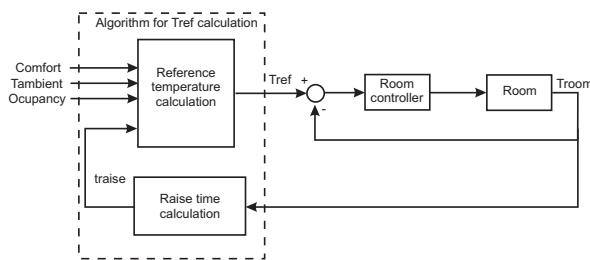 Algorithm for Tref calculation
Comfort
Tambient
Ocupancy
Reference
temperature
calculation
Tref
+
-
Room
controller
Room
Troom
traise
Raise time
calculation